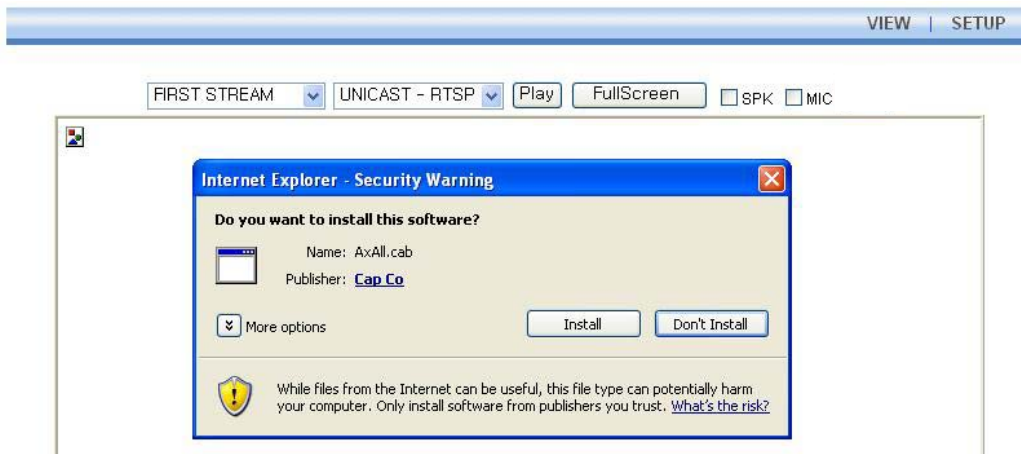 VIEW | SETUP
FIRST STREAM UNICAST - RTSP Play FullScreen SPK MIC
Internet Explorer - Security Warning
Do you want to install this software?
Name: AxAll.cab
Publisher: Cap Co
More options Install Don't Install
While files from the Internet can be useful, this file type can potentially harm
your computer. Only install software from publishers you trust. What's the risk?